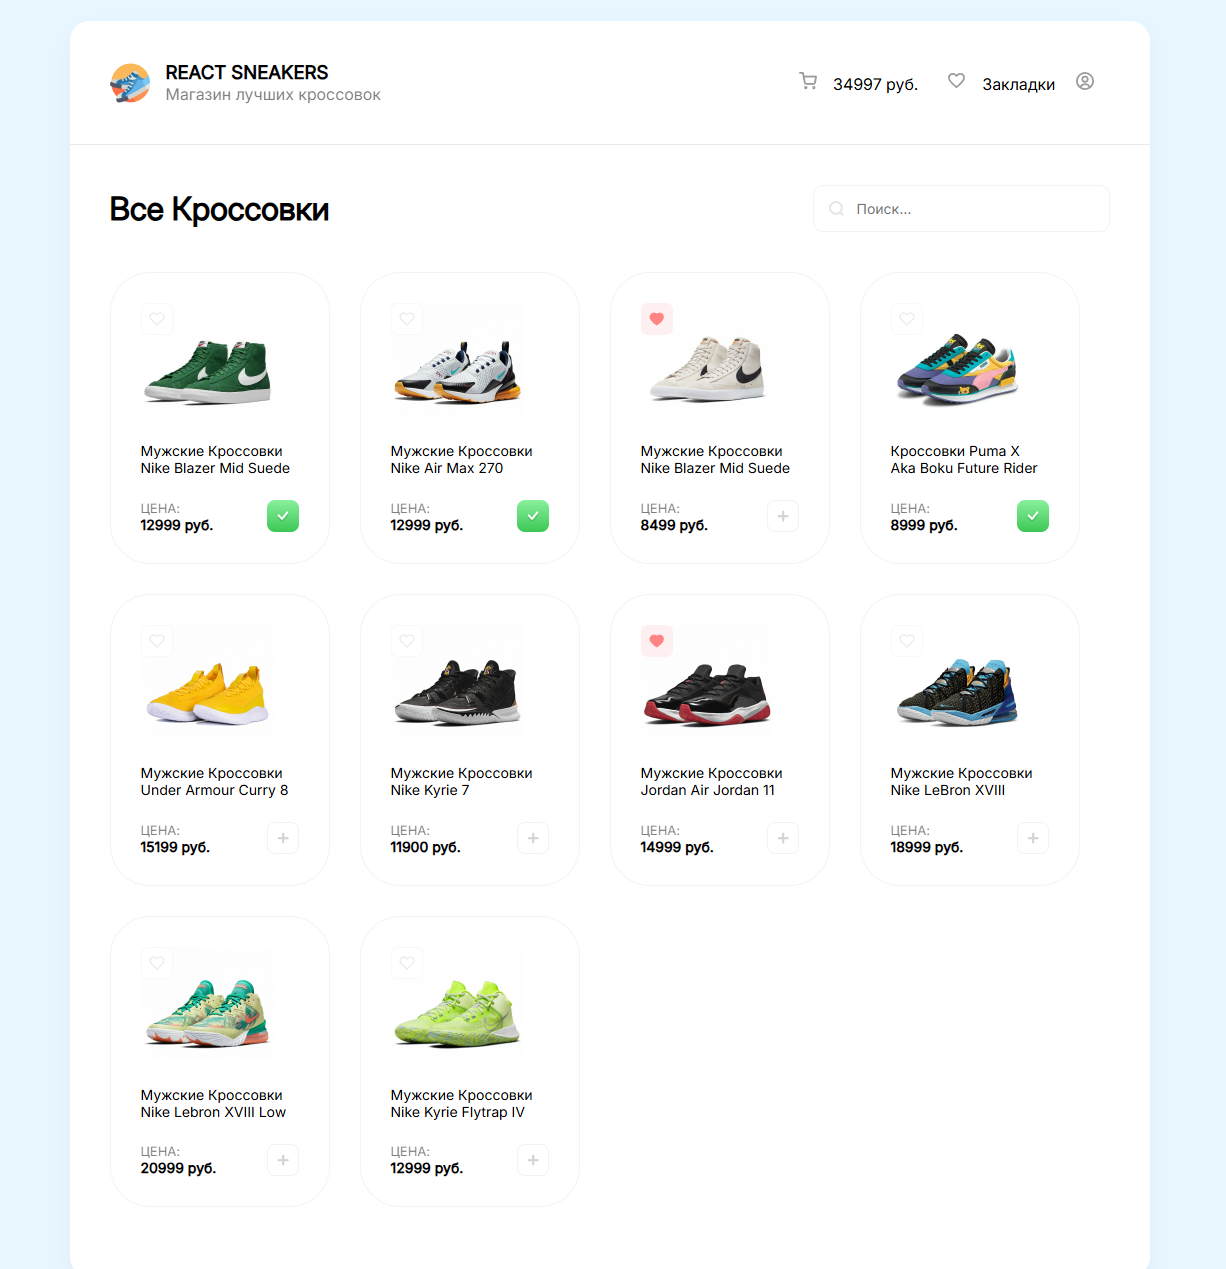 REACT SNEAKERS
Магазин лучших кроссовок
34997 руб.
Закладки
Все Кроссовки
Поиск...
Мужские Кроссовки
Nike Blazer Mid Suede
ЦЕНА:
12999 руб.
Мужские Кроссовки
Nike Air Max 270
ЦЕНА:
12999 руб.
Мужские Кроссовки
Nike Blazer Mid Suede
ЦЕНА:
8499 руб.
Кроссовки Puma X
Aka Boku Future Rider
ЦЕНА:
8999 руб.
Мужские Кроссовки
Under Armour Curry 8
ЦЕНА:
15199 руб.
Мужские Кроссовки
Nike Kyrie 7
ЦЕНА:
11900 руб.
Мужские Кроссовки
Jordan Air Jordan 11
ЦЕНА:
14999 руб.
Мужские Кроссовки
Nike LeBron XVIII
ЦЕНА:
18999 руб.
Мужские Кроссовки
Nike Lebron XVIII Low
ЦЕНА:
20999 руб.
Мужские Кроссовки
Nike Kyrie Flytrap IV
ЦЕНА:
12999 руб.